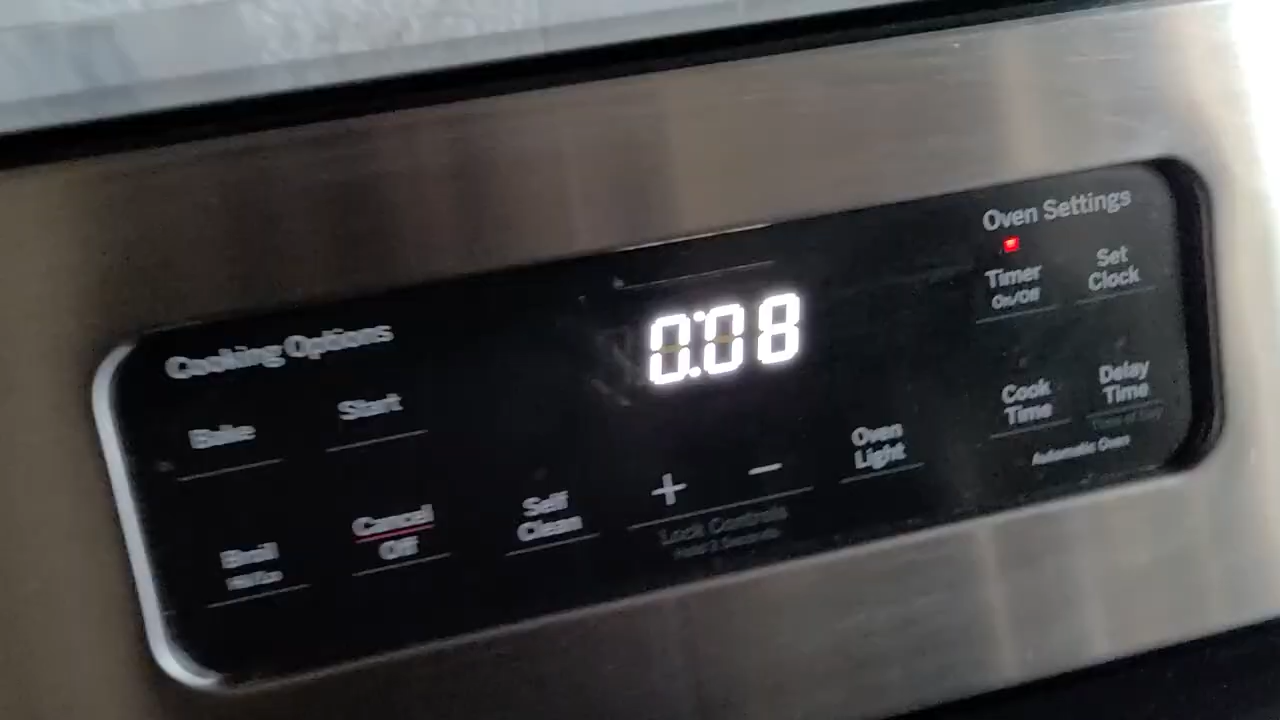 Oven Settings
Timer
On/Off
Set
Clock
0:08
Cooking Options
Bake
Start
Cook
Time
Delay
Time
Automatic Oven
Oven
Light
+ −
Lock Controls
Self
Clean
Cancel
Off
Broil